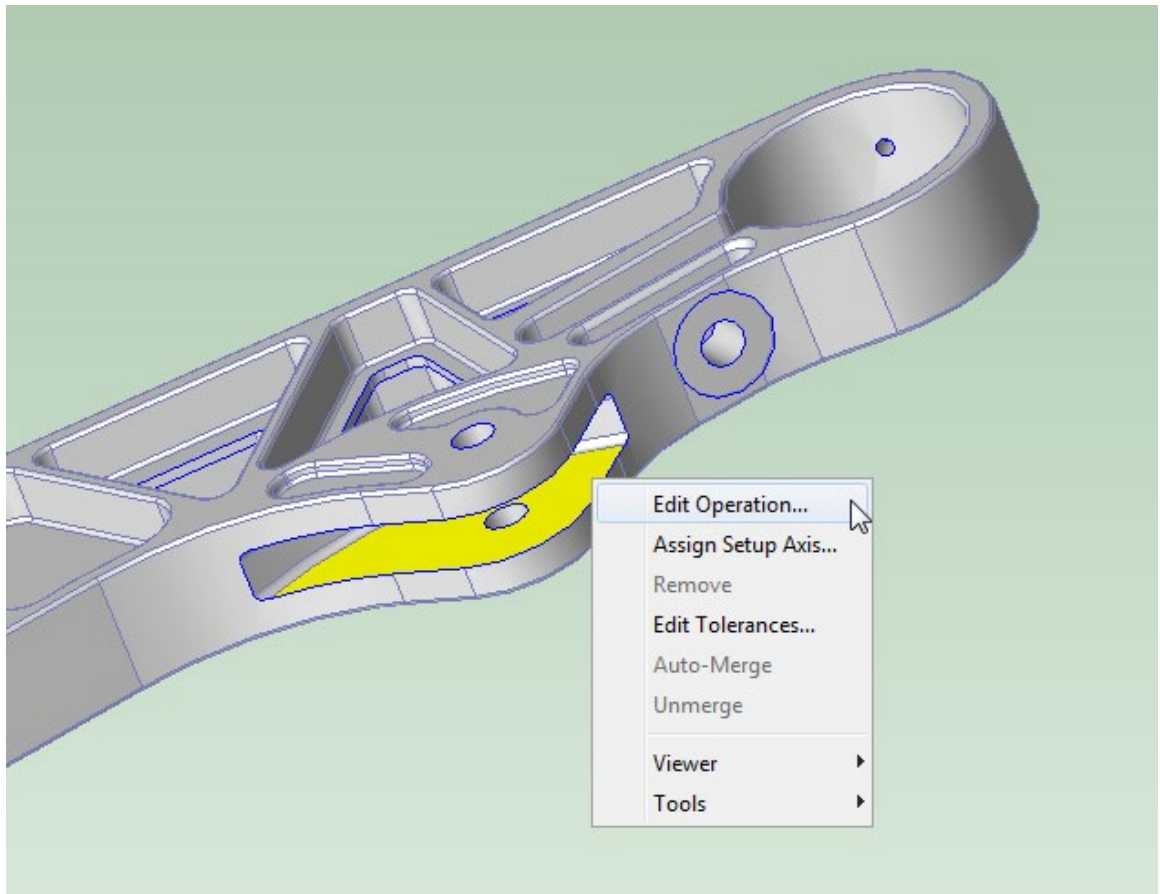 Edit Operation...
Assign Setup Axis...
Remove
Edit Tolerances...
Auto-Merge
Unmerge
Viewer
Tools